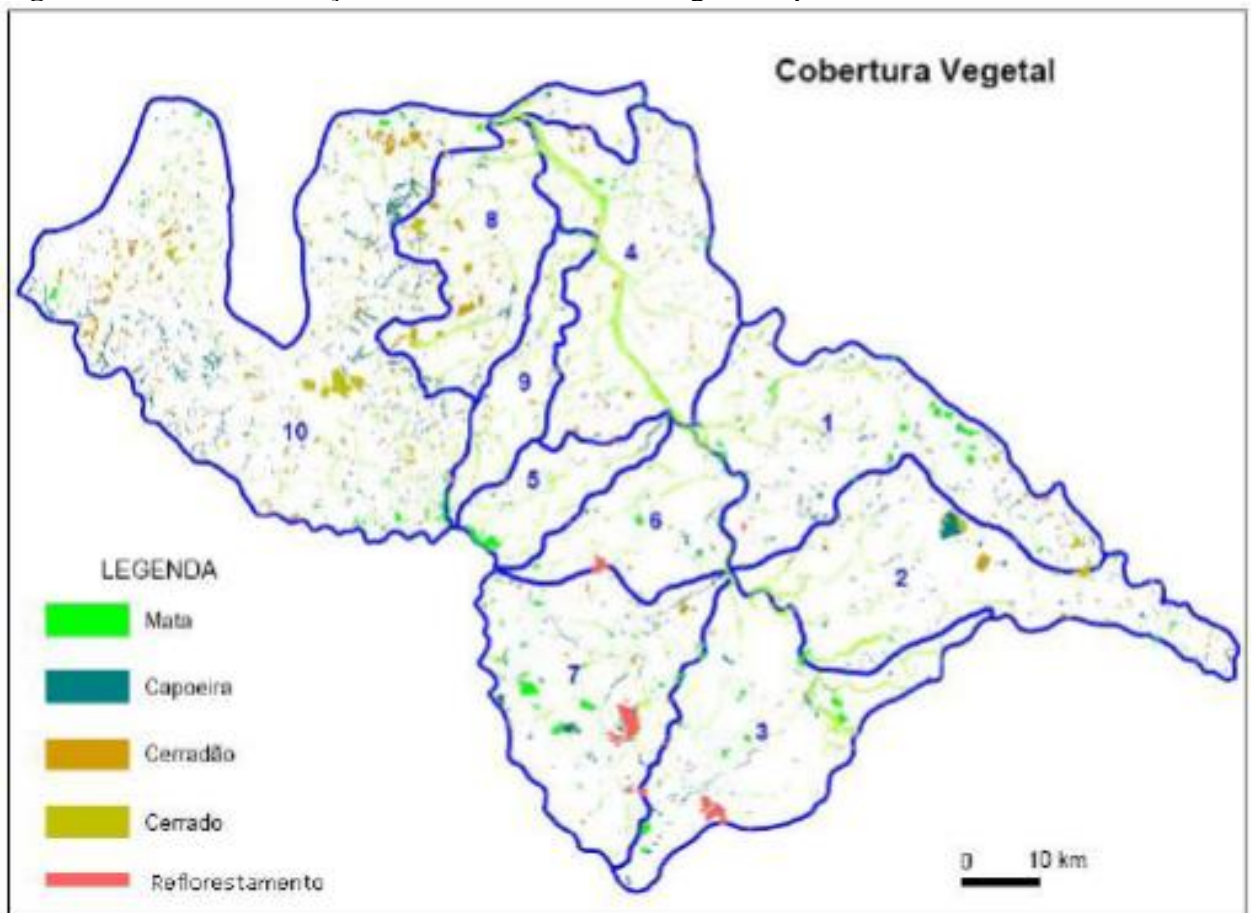 Cobertura Vegetal
8
4
9
1
10
5
6
2
7
3
LEGENDA
Mata
Capoeira
Cerradão
Cerrado
Reflorestamento
0 10 km